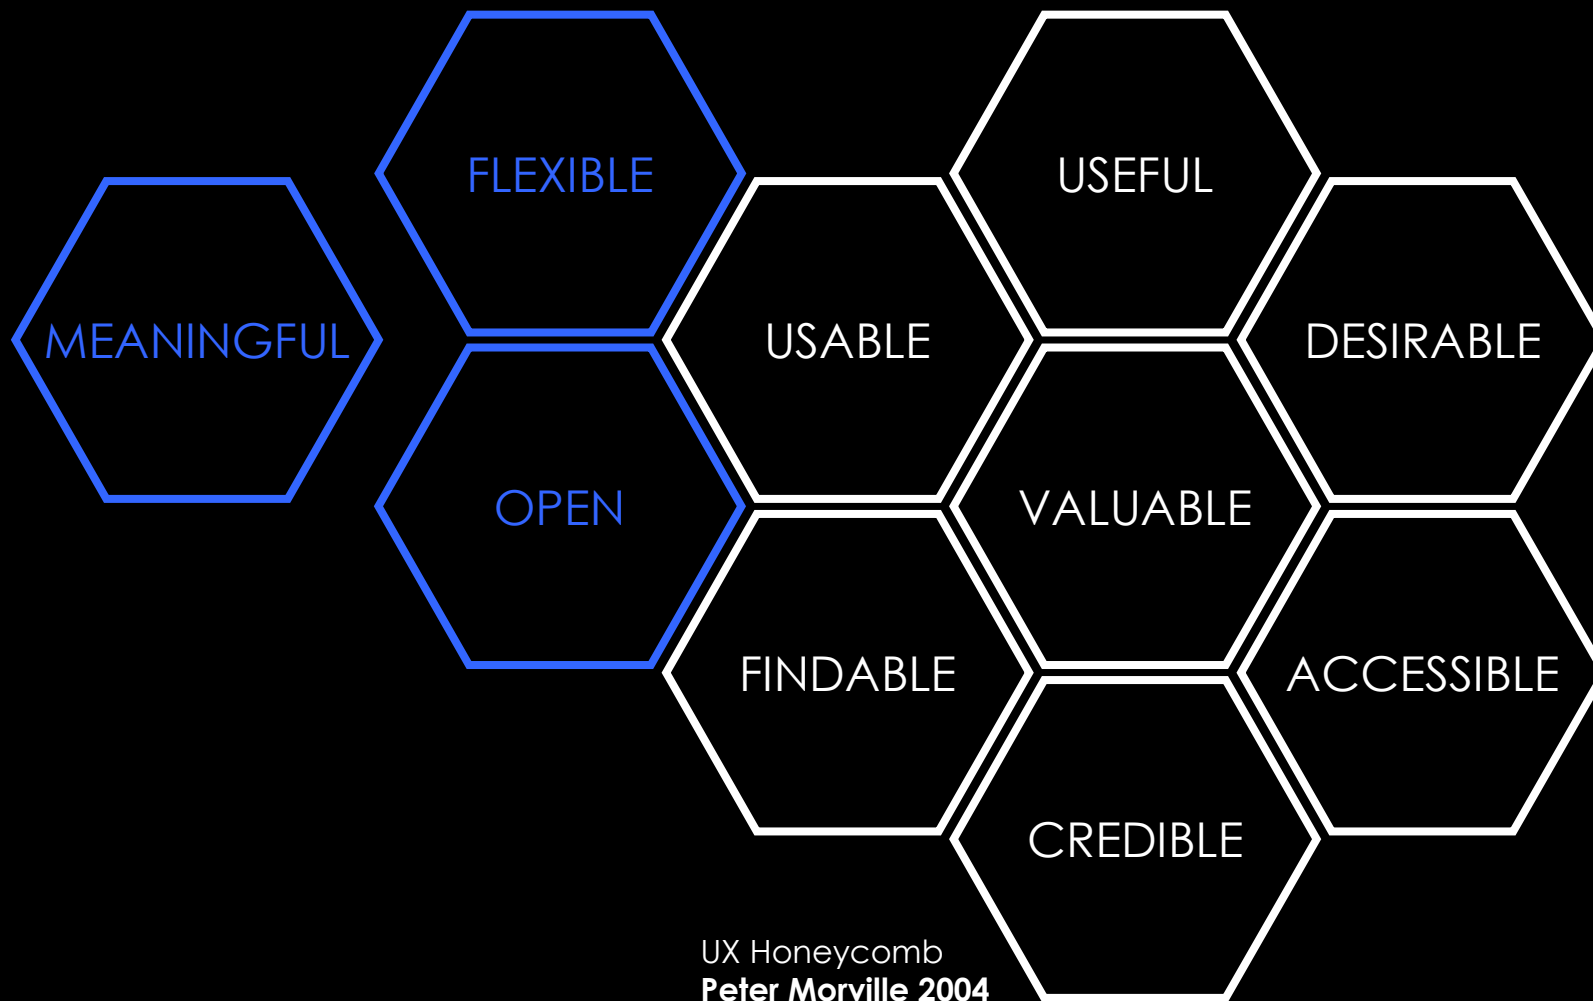 FLEXIBLE
USEFUL
MEANINGFUL
USABLE
DESIRABLE
OPEN
VALUABLE
FINDABLE
ACCESSIBLE
CREDIBLE
UX Honeycomb
Peter Morville 2004